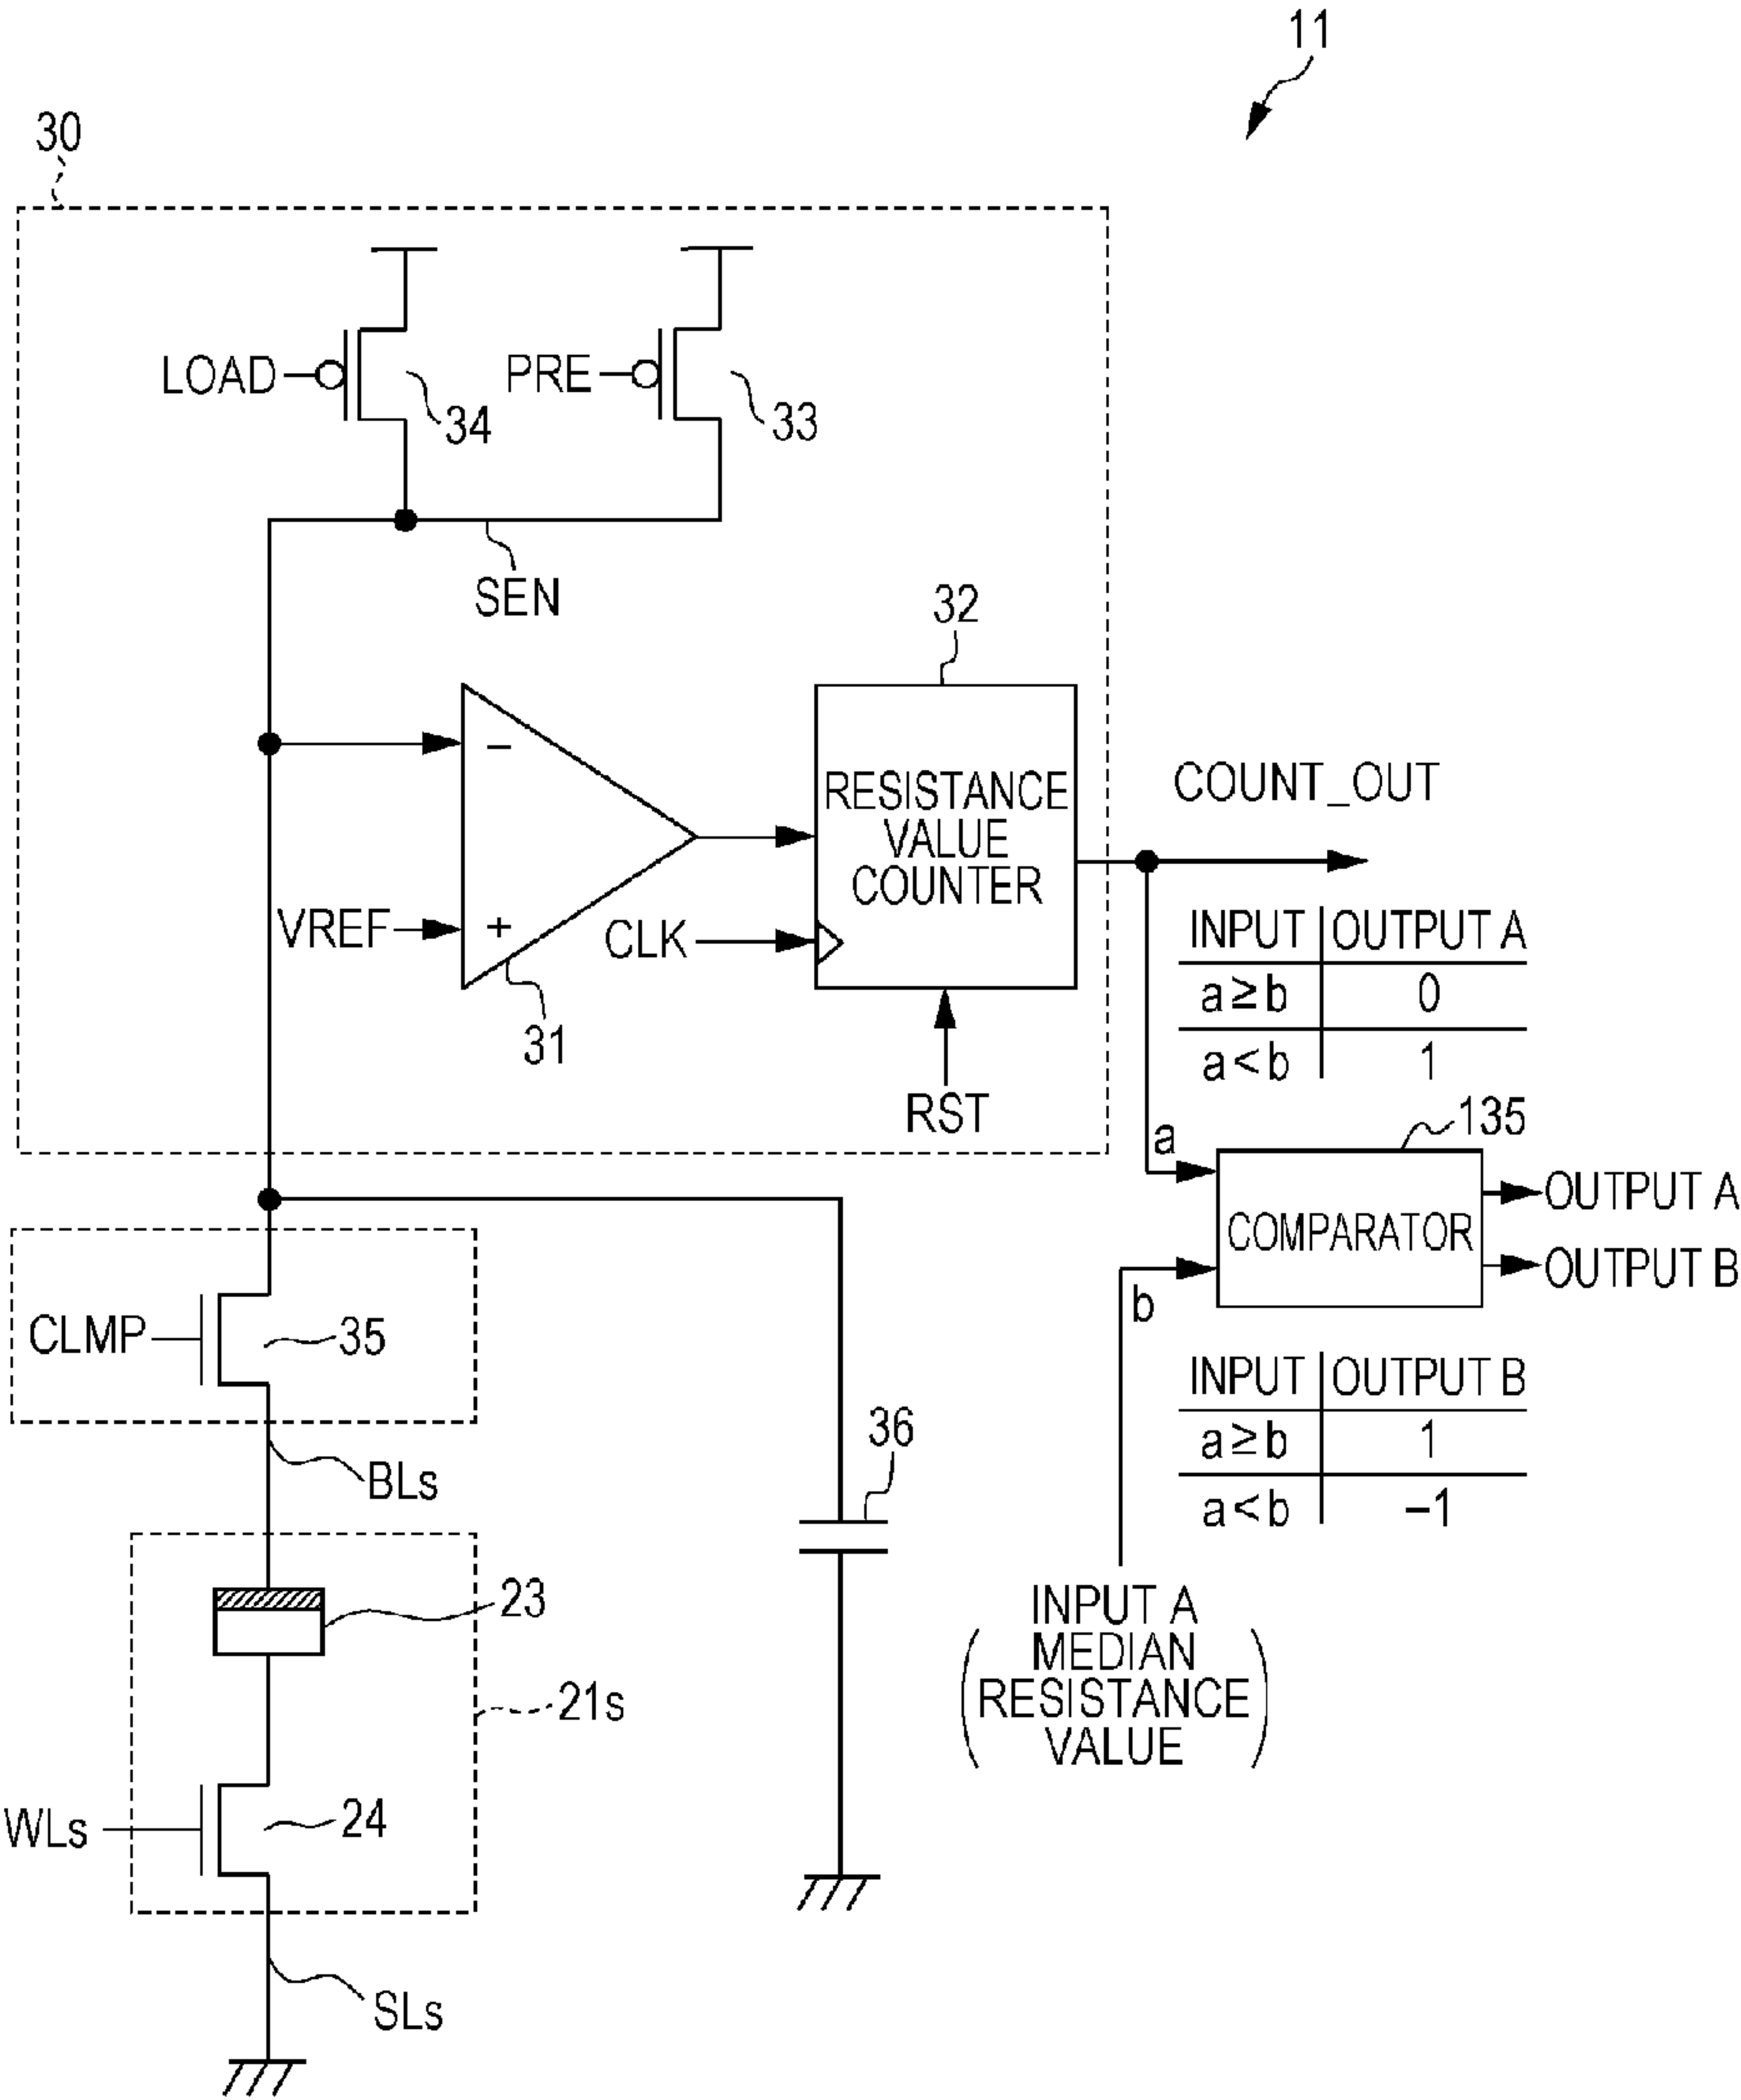 11
30
LOAD
34
PRE
33
SEN
32
RESISTANCE
VALUE
COUNTER
−
+
VREF
CLK
31
RST
COUNT_OUT
INPUT OUTPUT A
a≥b 0
a<b 1
135
a
COMPARATOR
OUTPUT A
OUTPUT B
b
CLMP
35
INPUT OUTPUT B
a≥b 1
a<b −1
BLs
36
23
INPUT A
(MEDIAN
RESISTANCE
VALUE)
21s
WLs
24
SLs